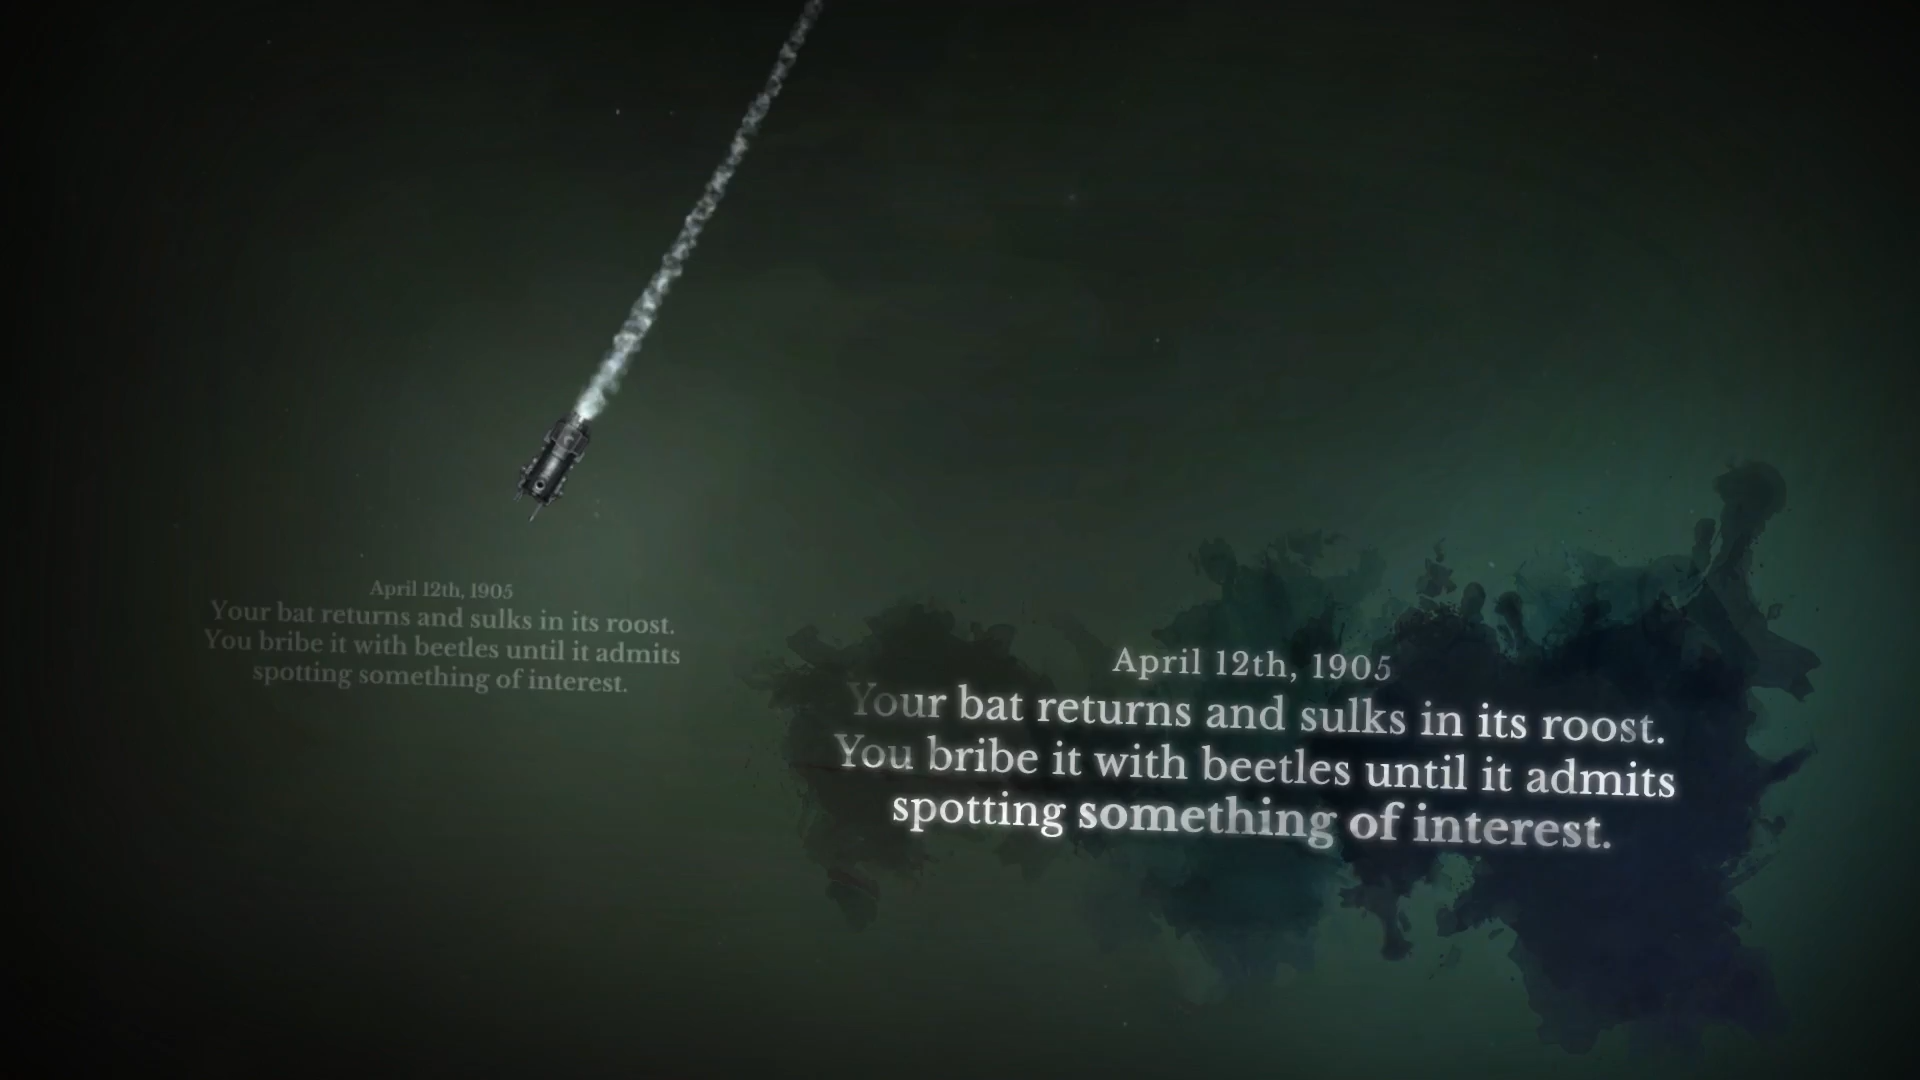 April 12th, 1905
Your bat returns and sulks in its roost.
You bribe it with beetles until it admits
spotting something of interest.
April 12th, 1905
Your bat returns and sulks in its roost.
You bribe it with beetles until it admits
spotting something of interest.